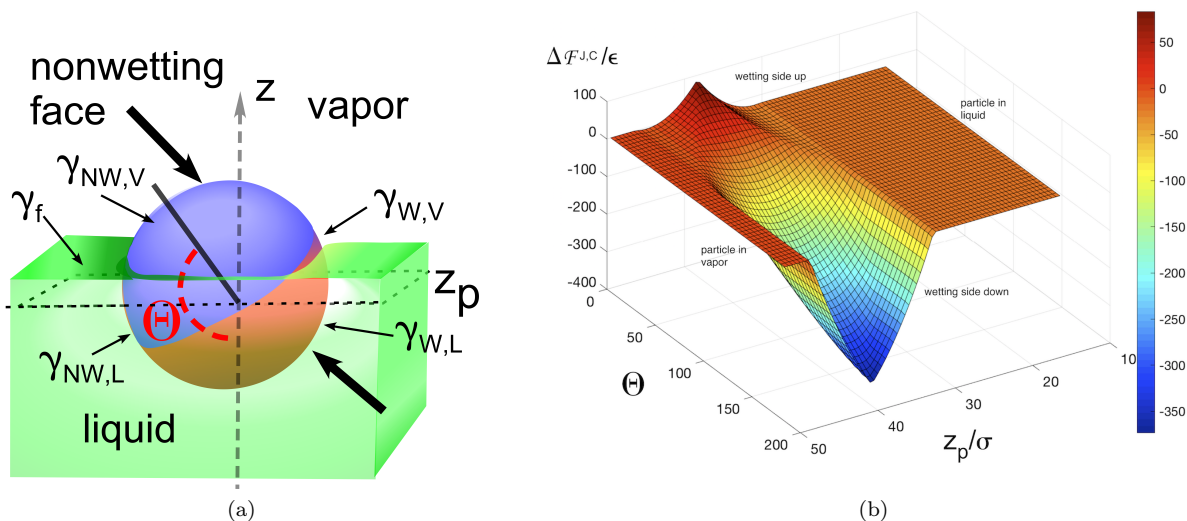 nonwetting
face
z
vapor
γNW,V
γf
γW,V
zp
Θ
γNW,L
γW,L
liquid
(a)
ΔℱJ,C/ϵ
wetting side up
particle in
liquid
particle in
vapor
wetting side down
100
0
-100
-200
-300
-400
0
50
100
150
200
Θ
50
40
30
20
10
zp/σ
50
0
-50
-100
-150
-200
-250
-300
-350
(b)